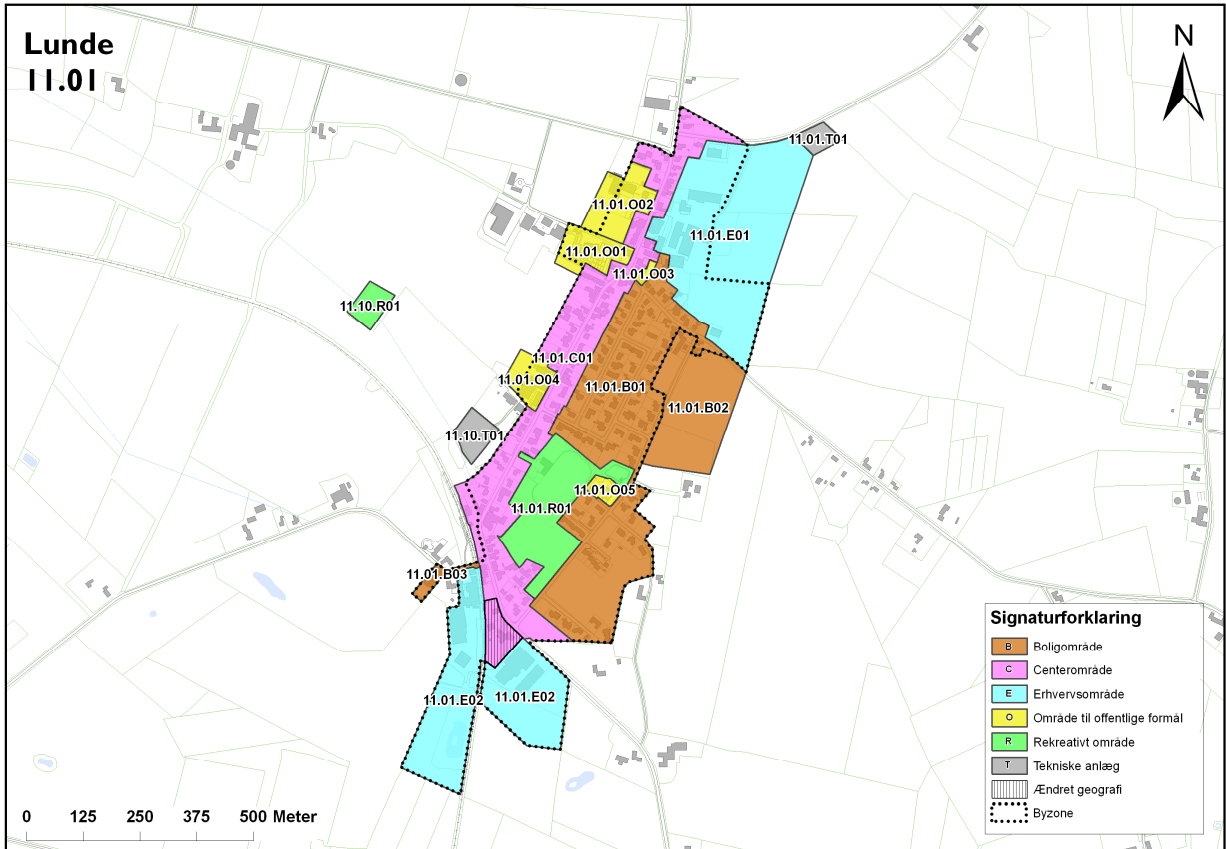 Lunde
11.01
N
11.01.T01
11.01.O02
11.01.E01
11.01.O01
11.01.O03
11.10.R01
11.01.C01
11.01.O04
11.01.B01
11.01.B02
11.10.T01
11.01.O05
11.01.R01
11.01.B03
11.01.E02
11.01.E02
Signaturforklaring
B Boligområde
C Centerområde
E Erhvervsområde
O Område til offentlige formål
R Rekreativt område
T Tekniske anlæg
Ændret geografi
Byzone
0 125 250 375 500 Meter